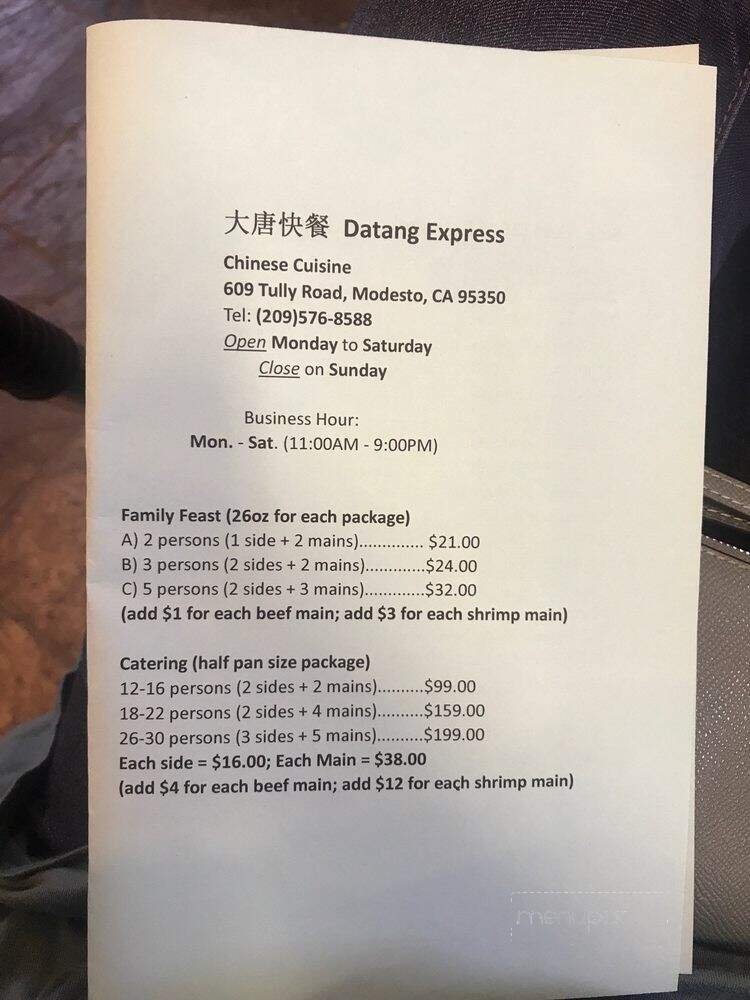 大唐快餐 Datang Express
Chinese Cuisine
609 Tully Road, Modesto, CA 95350
Tel: (209)576-8588
Open Monday to Saturday
Close on Sunday
Business Hour:
Mon. - Sat. (11:00AM - 9:00PM)
Family Feast (26oz for each package)
A) 2 persons (1 side + 2 mains).............. $21.00
B) 3 persons (2 sides + 2 mains).............$24.00
C) 5 persons (2 sides + 3 mains).............$32.00
(add $1 for each beef main; add $3 for each shrimp main)
Catering (half pan size package)
12-16 persons (2 sides + 2 mains)..........$99.00
18-22 persons (2 sides + 4 mains)..........$159.00
26-30 persons (3 sides + 5 mains)..........$199.00
Each side = $16.00; Each Main = $38.00
(add $4 for each beef main; add $12 for each shrimp main)
menupix